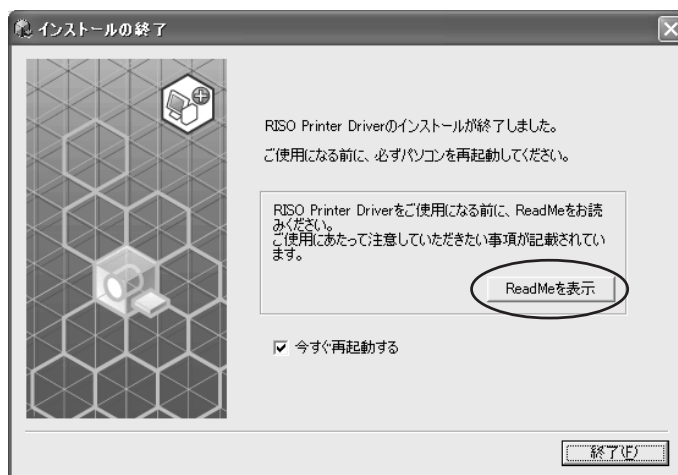 インストールの終了
RISO Printer Driverのインストールが終了しました。
ご使用になる前に、必ずパソコンを再起動してください。
RISO Printer Driverをご使用になる前に、ReadMeをお読
みください。
ご使用にあたって注意していただきたい事項が記載されてい
ます。
ReadMeを表示
今すぐ再起動する
終了(F)